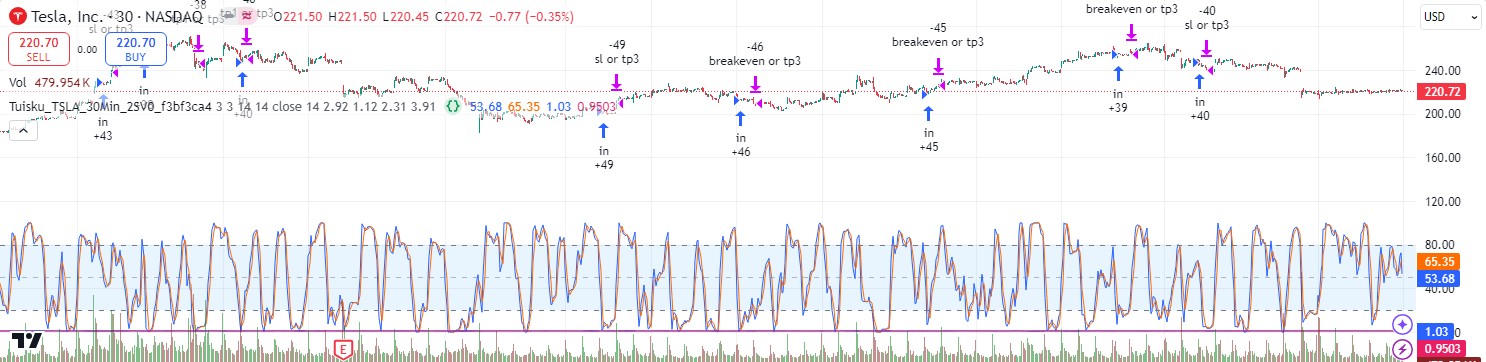 Tesla, Inc. · 30 · NASDAQ
O221.50 H221.50 L220.45 C220.72 −0.77 (−0.35%)
220.70
SELL
0.00
220.70
BUY
Vol 479.954 K
Tuisku_TSLA_30Min_2SV0_f3bf3ca4 3 3 14 14 close 14 2.92 1.12 2.31 3.91 53.68 65.35 1.03 0.9503
-43
sl or tp3
-38
tp1 or tp3
in
+43
in
+40
-49
sl or tp3
in
+49
-46
breakeven or tp3
in
+46
-45
breakeven or tp3
in
+45
breakeven or tp3
in
+39
-40
sl or tp3
in
+40
USD
240.00
220.72
200.00
160.00
120.00
80.00
65.35
53.68
40.00
1.03
0.9503
E